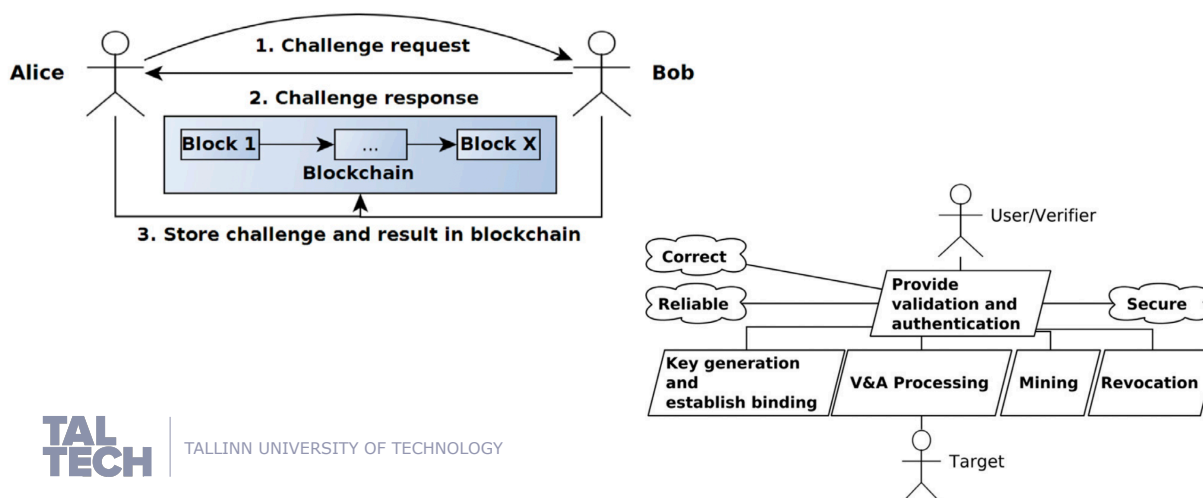 1. Challenge request
Alice
Bob
2. Challenge response
Block 1
...
Block X
Blockchain
3. Store challenge and result in blockchain
User/Verifier
Correct
Reliable
Provide
validation and
authentication
Secure
Key generation
and
establish binding
V&A Processing
Mining
Revocation
Target
TAL
TECH
TALLINN UNIVERSITY OF TECHNOLOGY